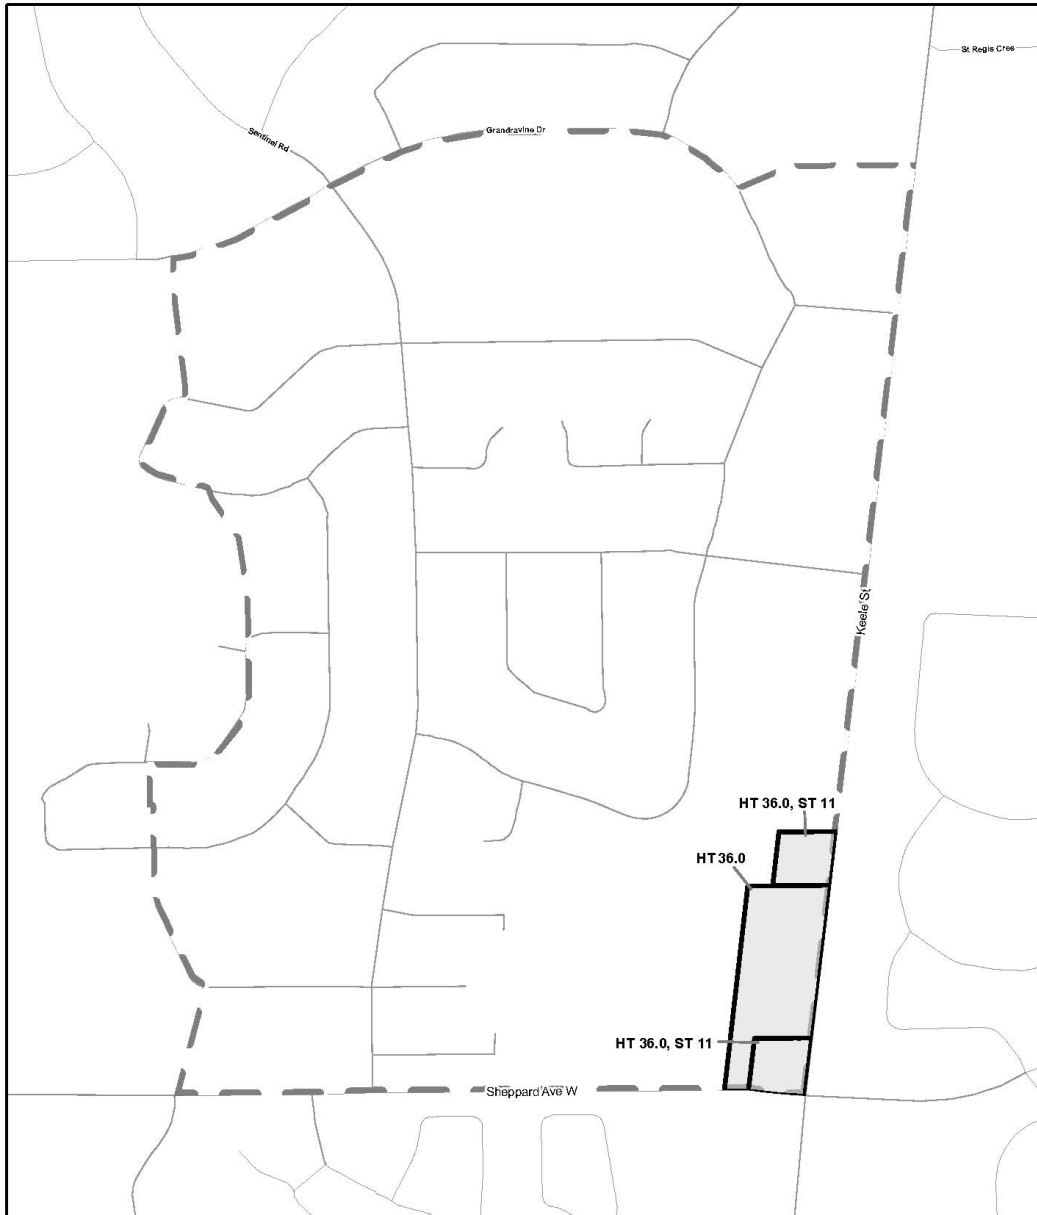 St Regis Cres
Sentinel Rd
Grandravine Dr
Keele St
HT 36.0, ST 11
HT 36.0
HT 36.0, ST 11
Sheppard Ave W